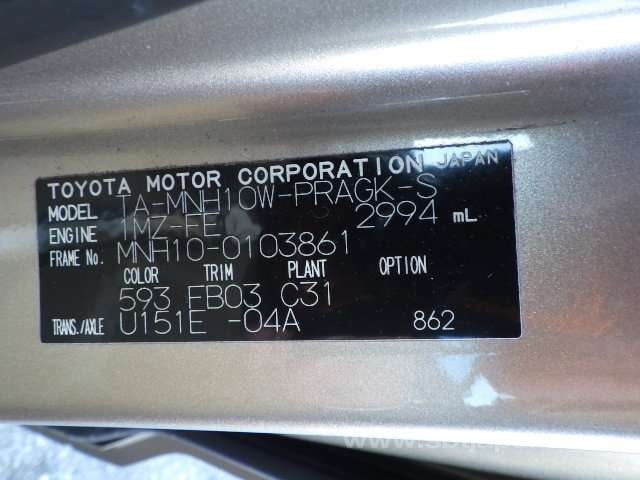 TOYOTA MOTOR CORPORATION JAPAN
MODEL TA-MNH10W-PRAGK-S
ENGINE 1MZ-FE 2994 mL
FRAME No. MNH10-0103861
COLOR TRIM PLANT OPTION
593 FB03 C31
TRANS./AXLE U151E -04A 862